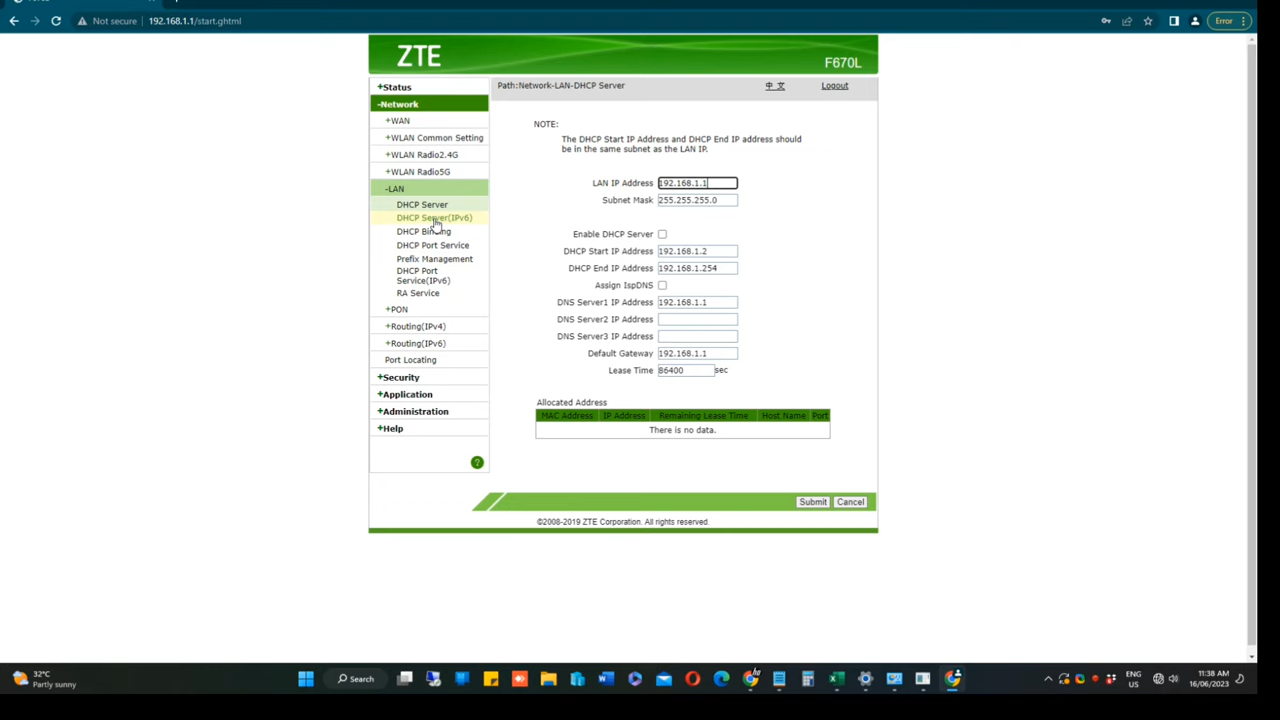 Not secure
192.168.1.1/start.ghtml
Error
ZTE
F670L
+Status
-Network
+WAN
+WLAN Common Setting
+WLAN Radio2.4G
+WLAN Radio5G
-LAN
DHCP Server
DHCP Server(IPv6)
DHCP Binding
DHCP Port Service
Prefix Management
DHCP Port
Service(IPv6)
RA Service
+PON
+Routing(IPv4)
+Routing(IPv6)
Port Locating
+Security
+Application
+Administration
+Help
?
Path:Network-LAN-DHCP Server
中 文
Logout
NOTE:
The DHCP Start IP Address and DHCP End IP address should
be in the same subnet as the LAN IP.
LAN IP Address 192.168.1.1
Subnet Mask 255.255.255.0
Enable DHCP Server
DHCP Start IP Address 192.168.1.2
DHCP End IP Address 192.168.1.254
Assign IspDNS
DNS Server1 IP Address 192.168.1.1
DNS Server2 IP Address
DNS Server3 IP Address
Default Gateway 192.168.1.1
Lease Time 86400 sec
Allocated Address
MAC Address IP Address Remaining Lease Time Host Name Port
There is no data.
Submit Cancel
©2008-2019 ZTE Corporation. All rights reserved.
32°C
Partly sunny
Search
ENG
US
11:38 AM
16/06/2023